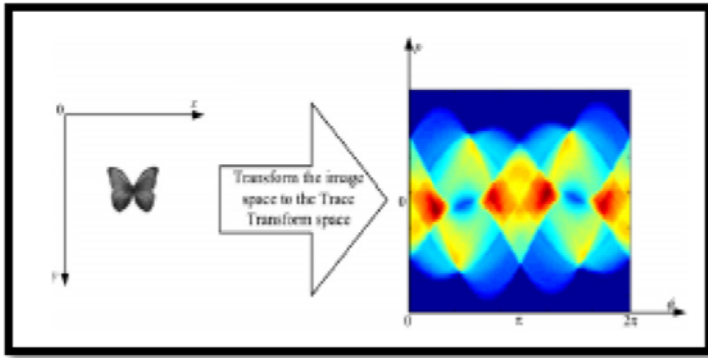 0
x
y
Transform the image
space to the Trace
Transform space
ρ
0
0
π
2π
ϕ